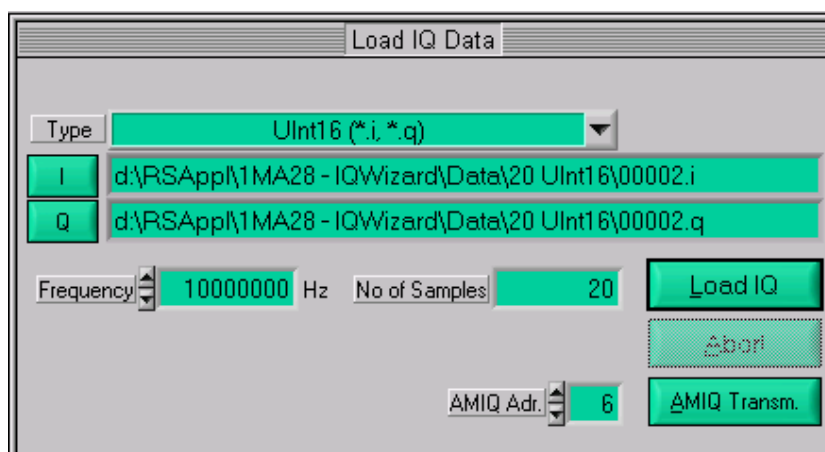 Load IQ Data
Type UInt16 (*.i, *.q)
I d:\RSAppl\1MA28 - IQWizard\Data\20 UInt16\00002.i
Q d:\RSAppl\1MA28 - IQWizard\Data\20 UInt16\00002.q
Frequency 10000000 Hz No of Samples 20 Load IQ
Abort
AMIQ Adr. 6 AMIQ Transm.